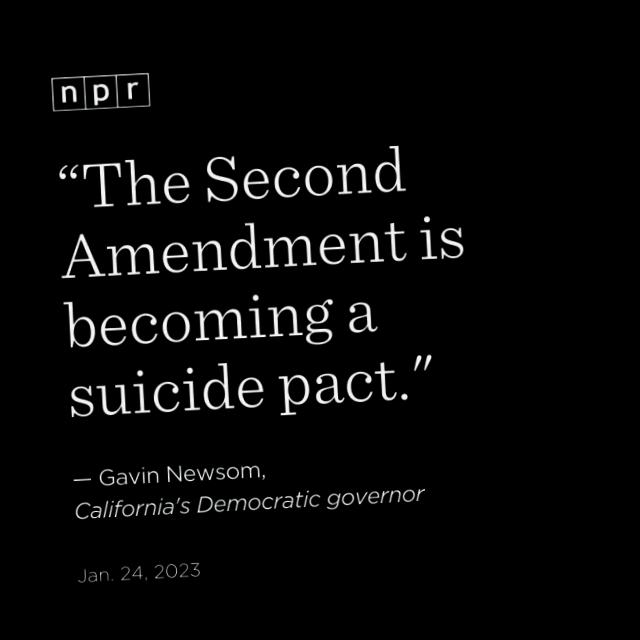 npr
“The Second
Amendment is
becoming a
suicide pact.”
— Gavin Newsom,
California's Democratic governor
Jan. 24, 2023